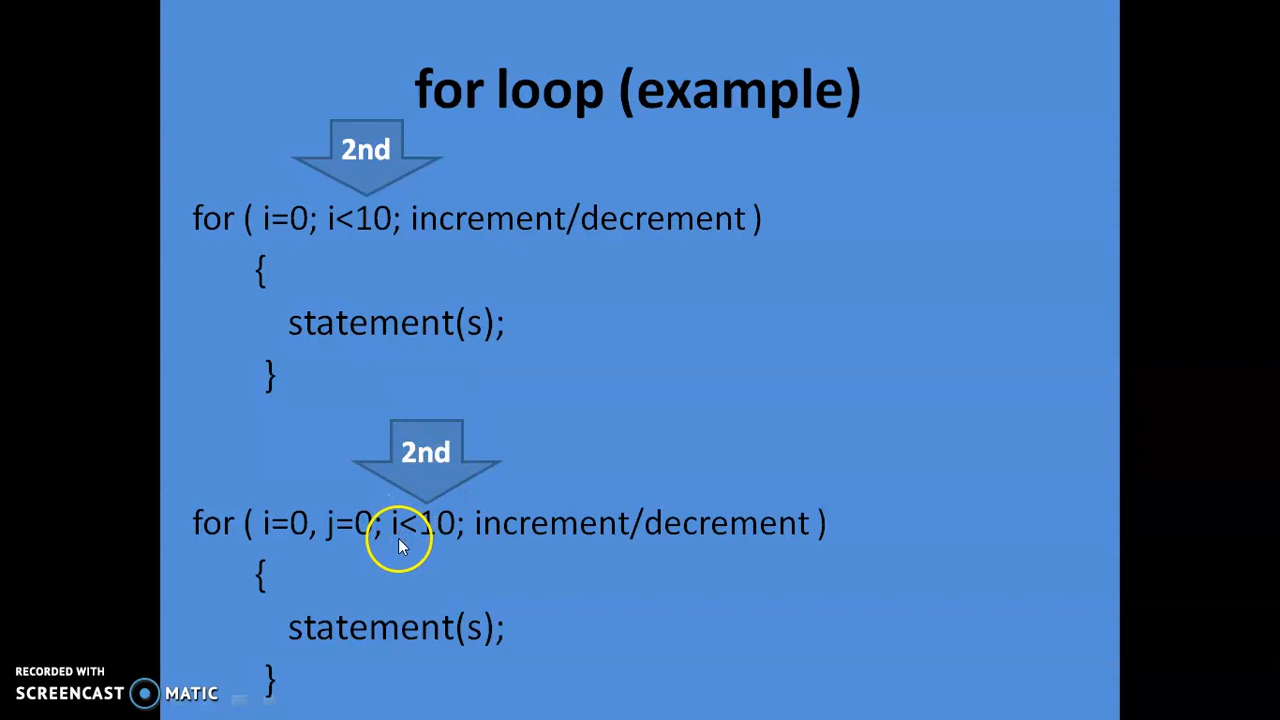 for loop (example)
2nd
for ( i=0; i<10; increment/decrement )
{
statement(s);
}
2nd
for ( i=0, j=0; i<10; increment/decrement )
{
statement(s);
}
RECORDED WITH
SCREENCAST MATIC